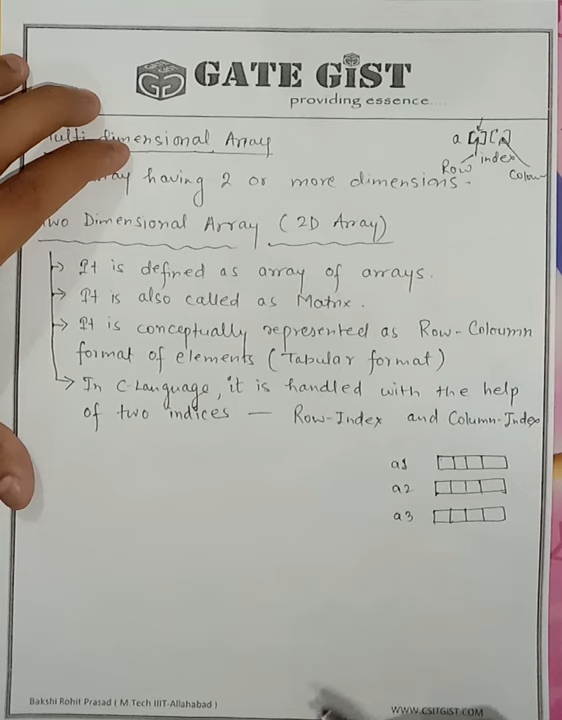 GATE GiST
providing essence....
Multi dimensional Array
a [i][j]
Row index Colou
having 2 or more dimensions.
Two Dimensional Array ( 2D Array)
→ It is defined as array of arrays.
→ It is also called as Matrix.
→ It is conceptually represented as Row-Coloumn
format of elements (Tabular format)
→ In C-Language, it is handled with the help
of two indices — Row-Index and Column-Index
a1
a2
a3
Bakshi Rohit Prasad ( M.Tech IIIT-Allahabad )
WWW.CSITGIST.COM